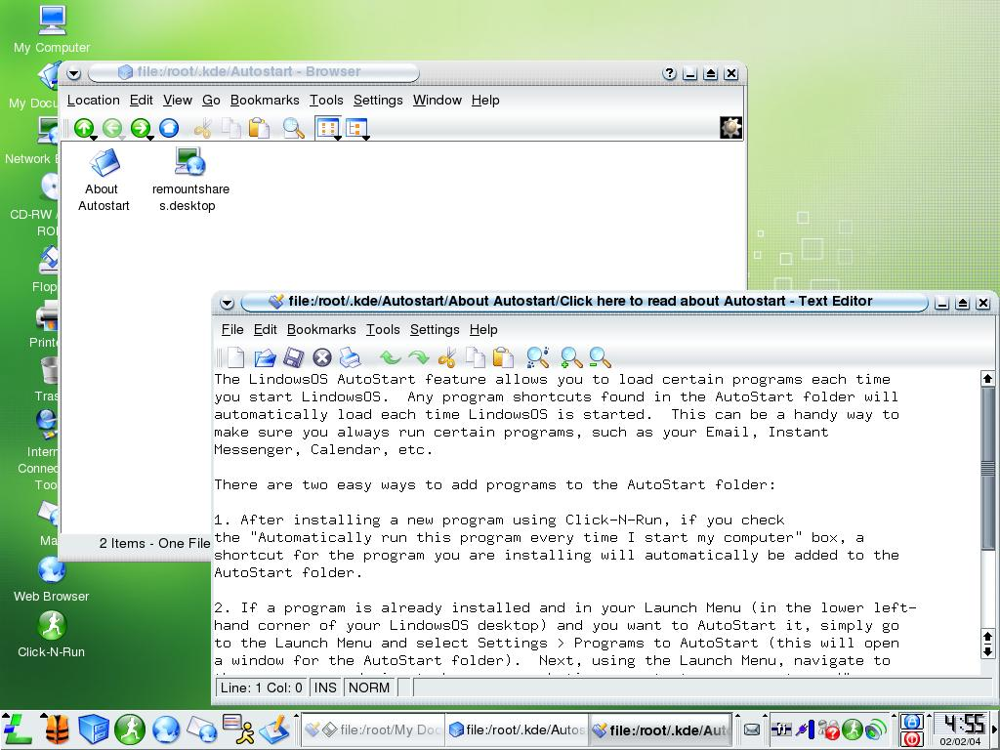 My Computer
My Docu
Network B
CD-RW /
RO
Flop
Print
Tras
Intern
Connec
Too
Ma
Web Browser
Click-N-Run
file:/root/.kde/Autostart - Browser
Location Edit View Go Bookmarks Tools Settings Window Help
About
Autostart
remountshare
s.desktop
2 Items - One File
file:/root/.kde/Autostart/About Autostart/Click here to read about Autostart - Text Editor
File Edit Bookmarks Tools Settings Help
The LindowsOS AutoStart feature allows you to load certain programs each time
you start LindowsOS.  Any program shortcuts found in the AutoStart folder will
automatically load each time LindowsOS is started.  This can be a handy way to
make sure you always run certain programs, such as your Email, Instant
Messenger, Calendar, etc.
There are two easy ways to add programs to the AutoStart folder:
1. After installing a new program using Click-N-Run, if you check
the "Automatically run this program every time I start my computer" box, a
shortcut for the program you are installing will automatically be added to the
AutoStart folder.
2. If a program is already installed and in your Launch Menu (in the lower left-
hand corner of your LindowsOS desktop) and you want to AutoStart it, simply go
to the Launch Menu and select Settings > Programs to AutoStart (this will open
a window for the AutoStart folder).  Next, using the Launch Menu, navigate to
Line: 1 Col: 0 INS NORM
file:/root/My Doc file:/root/.kde/Autos file:/root/.kde/Aut
4:55
02/02/04